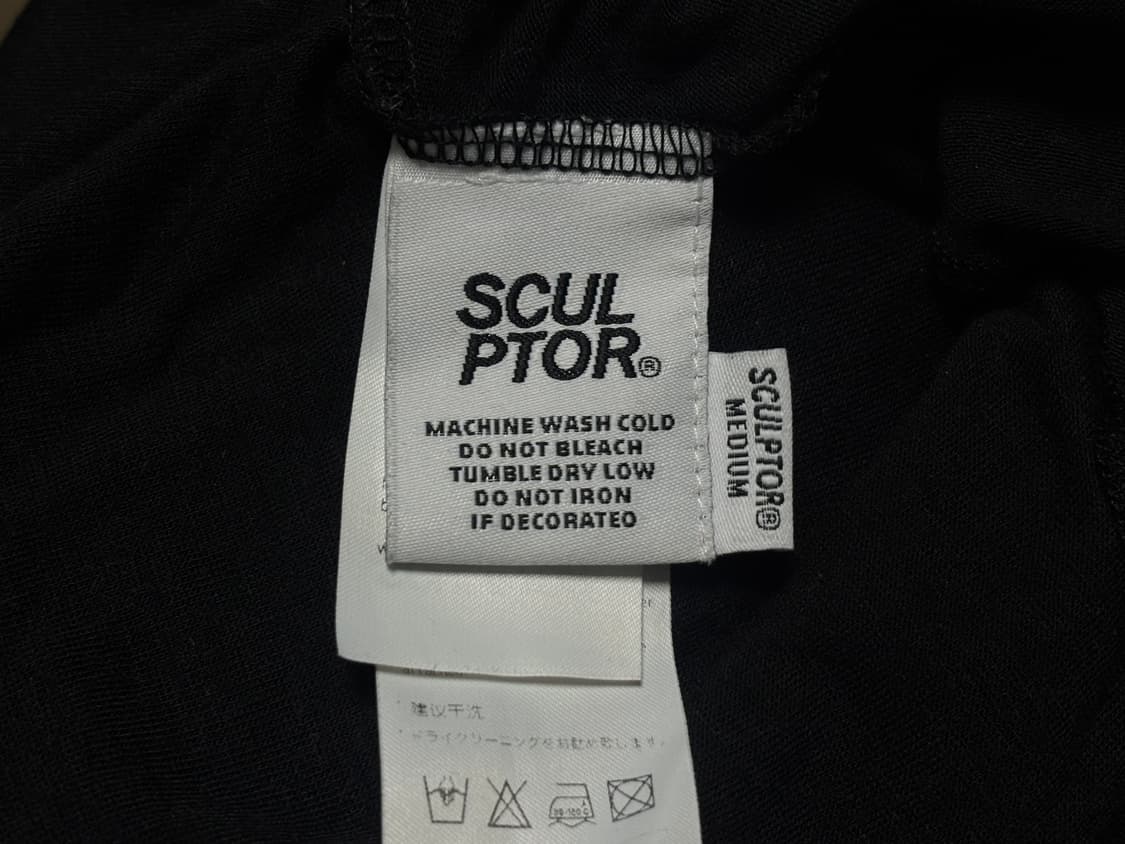 SCUL
PTOR®
MACHINE WASH COLD
DO NOT BLEACH
TUMBLE DRY LOW
DO NOT IRON
IF DECORATED
SCULPTOR®
MEDIUM
建议干洗
ドライクリーニングをお勧め致します。